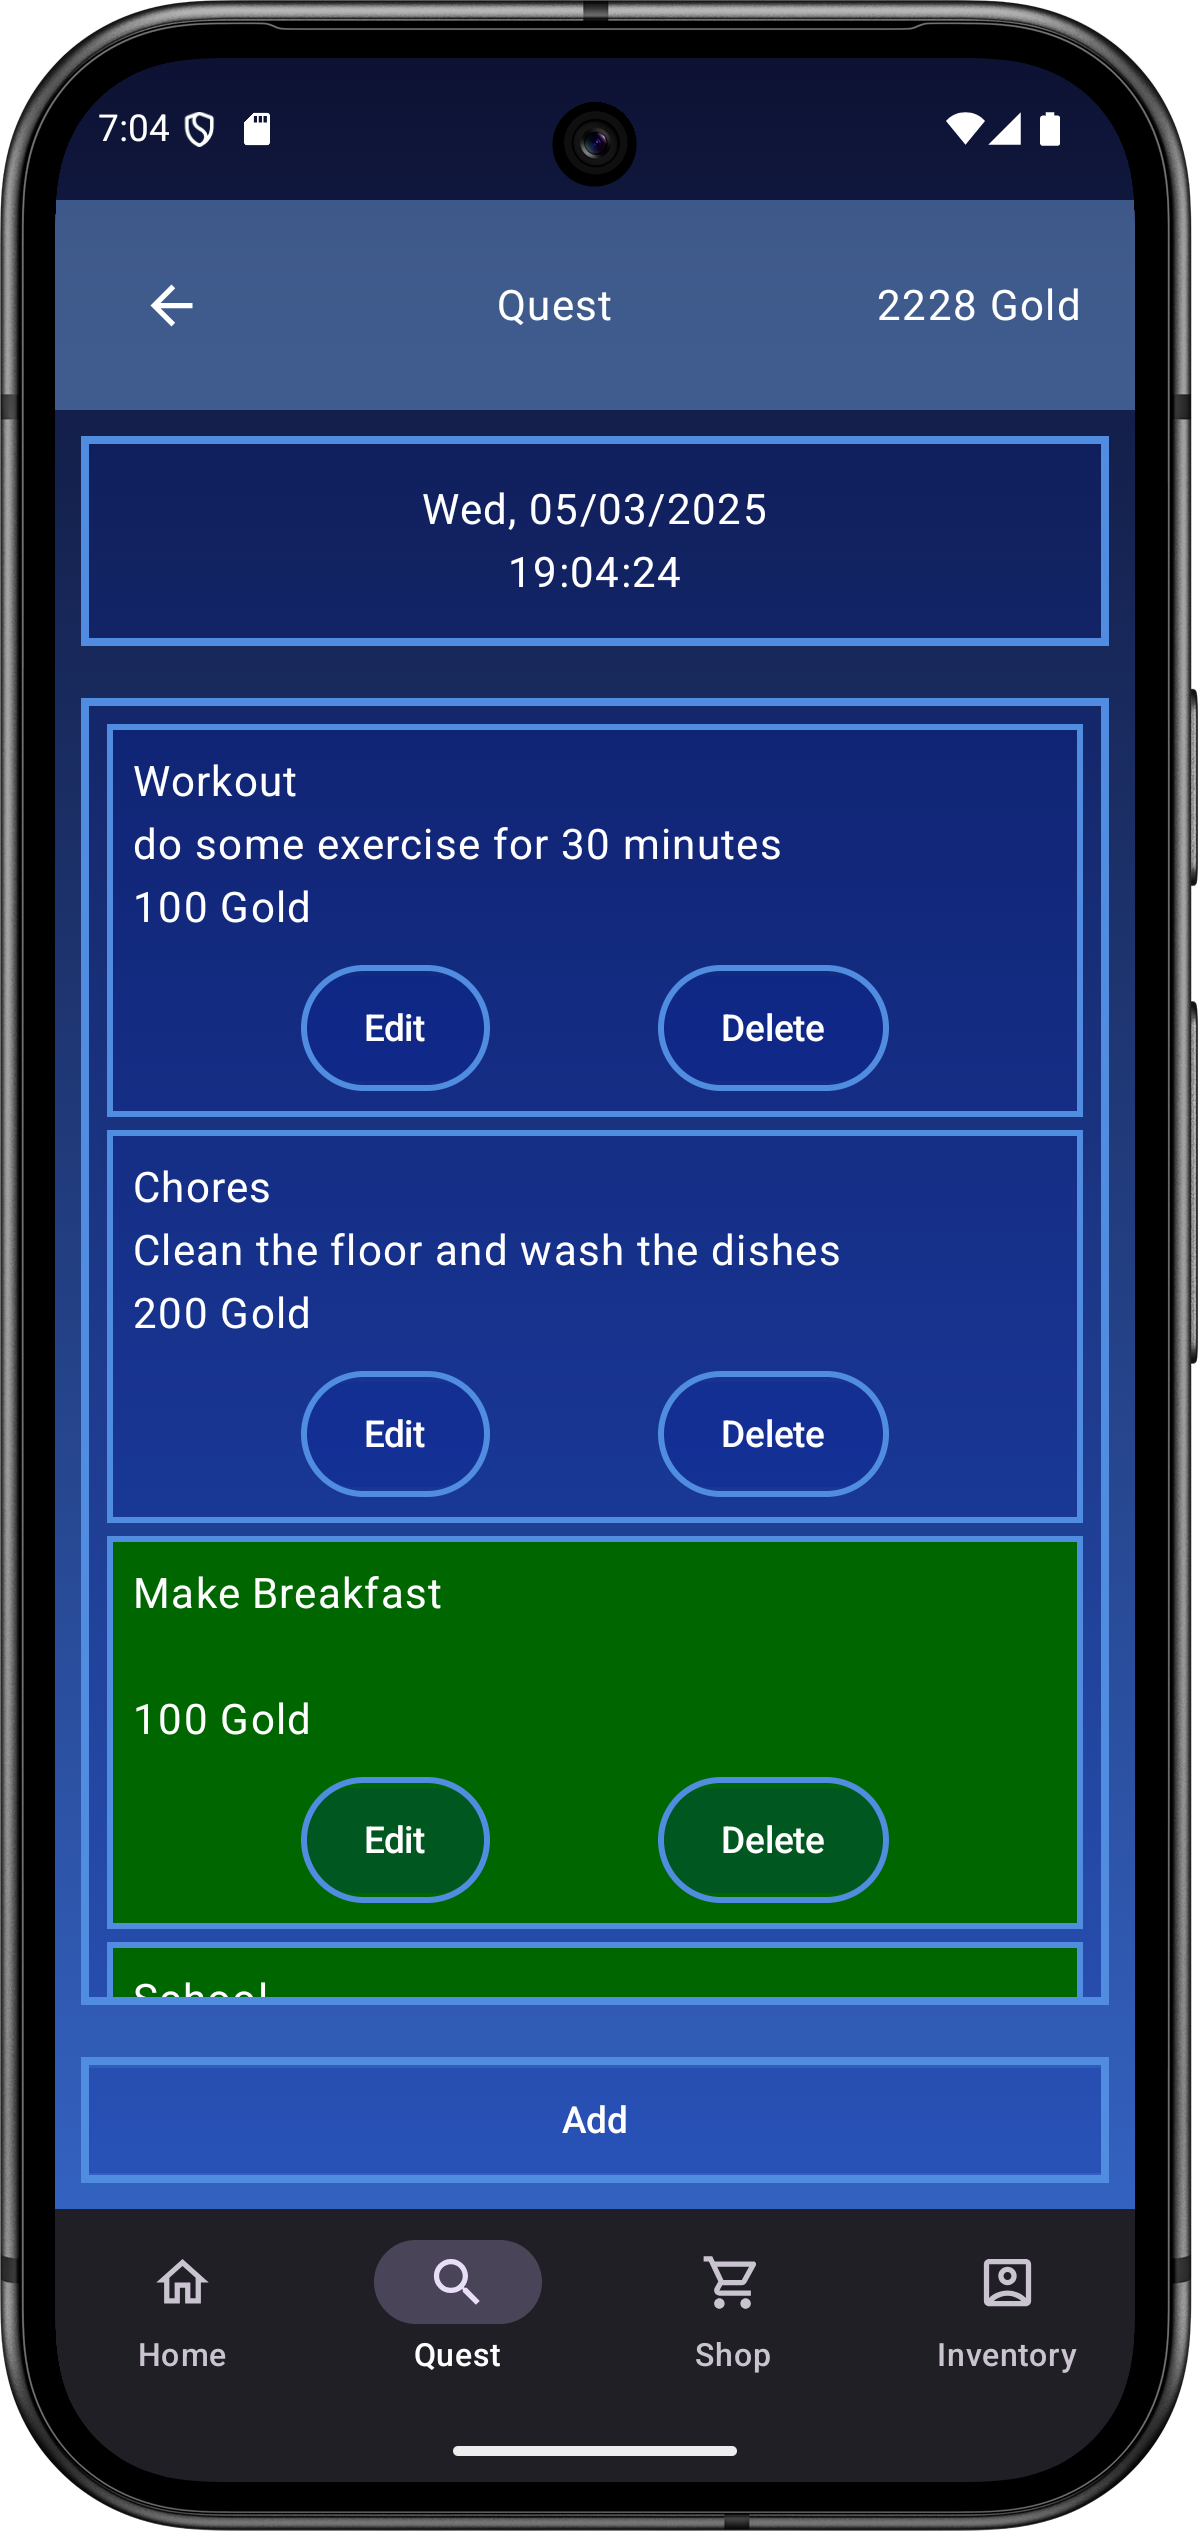 7:04
Quest
2228 Gold
Wed, 05/03/2025
19:04:24
Workout
do some exercise for 30 minutes
100 Gold
Edit
Delete
Chores
Clean the floor and wash the dishes
200 Gold
Edit
Delete
Make Breakfast
100 Gold
Edit
Delete
School
Add
Home
Quest
Shop
Inventory